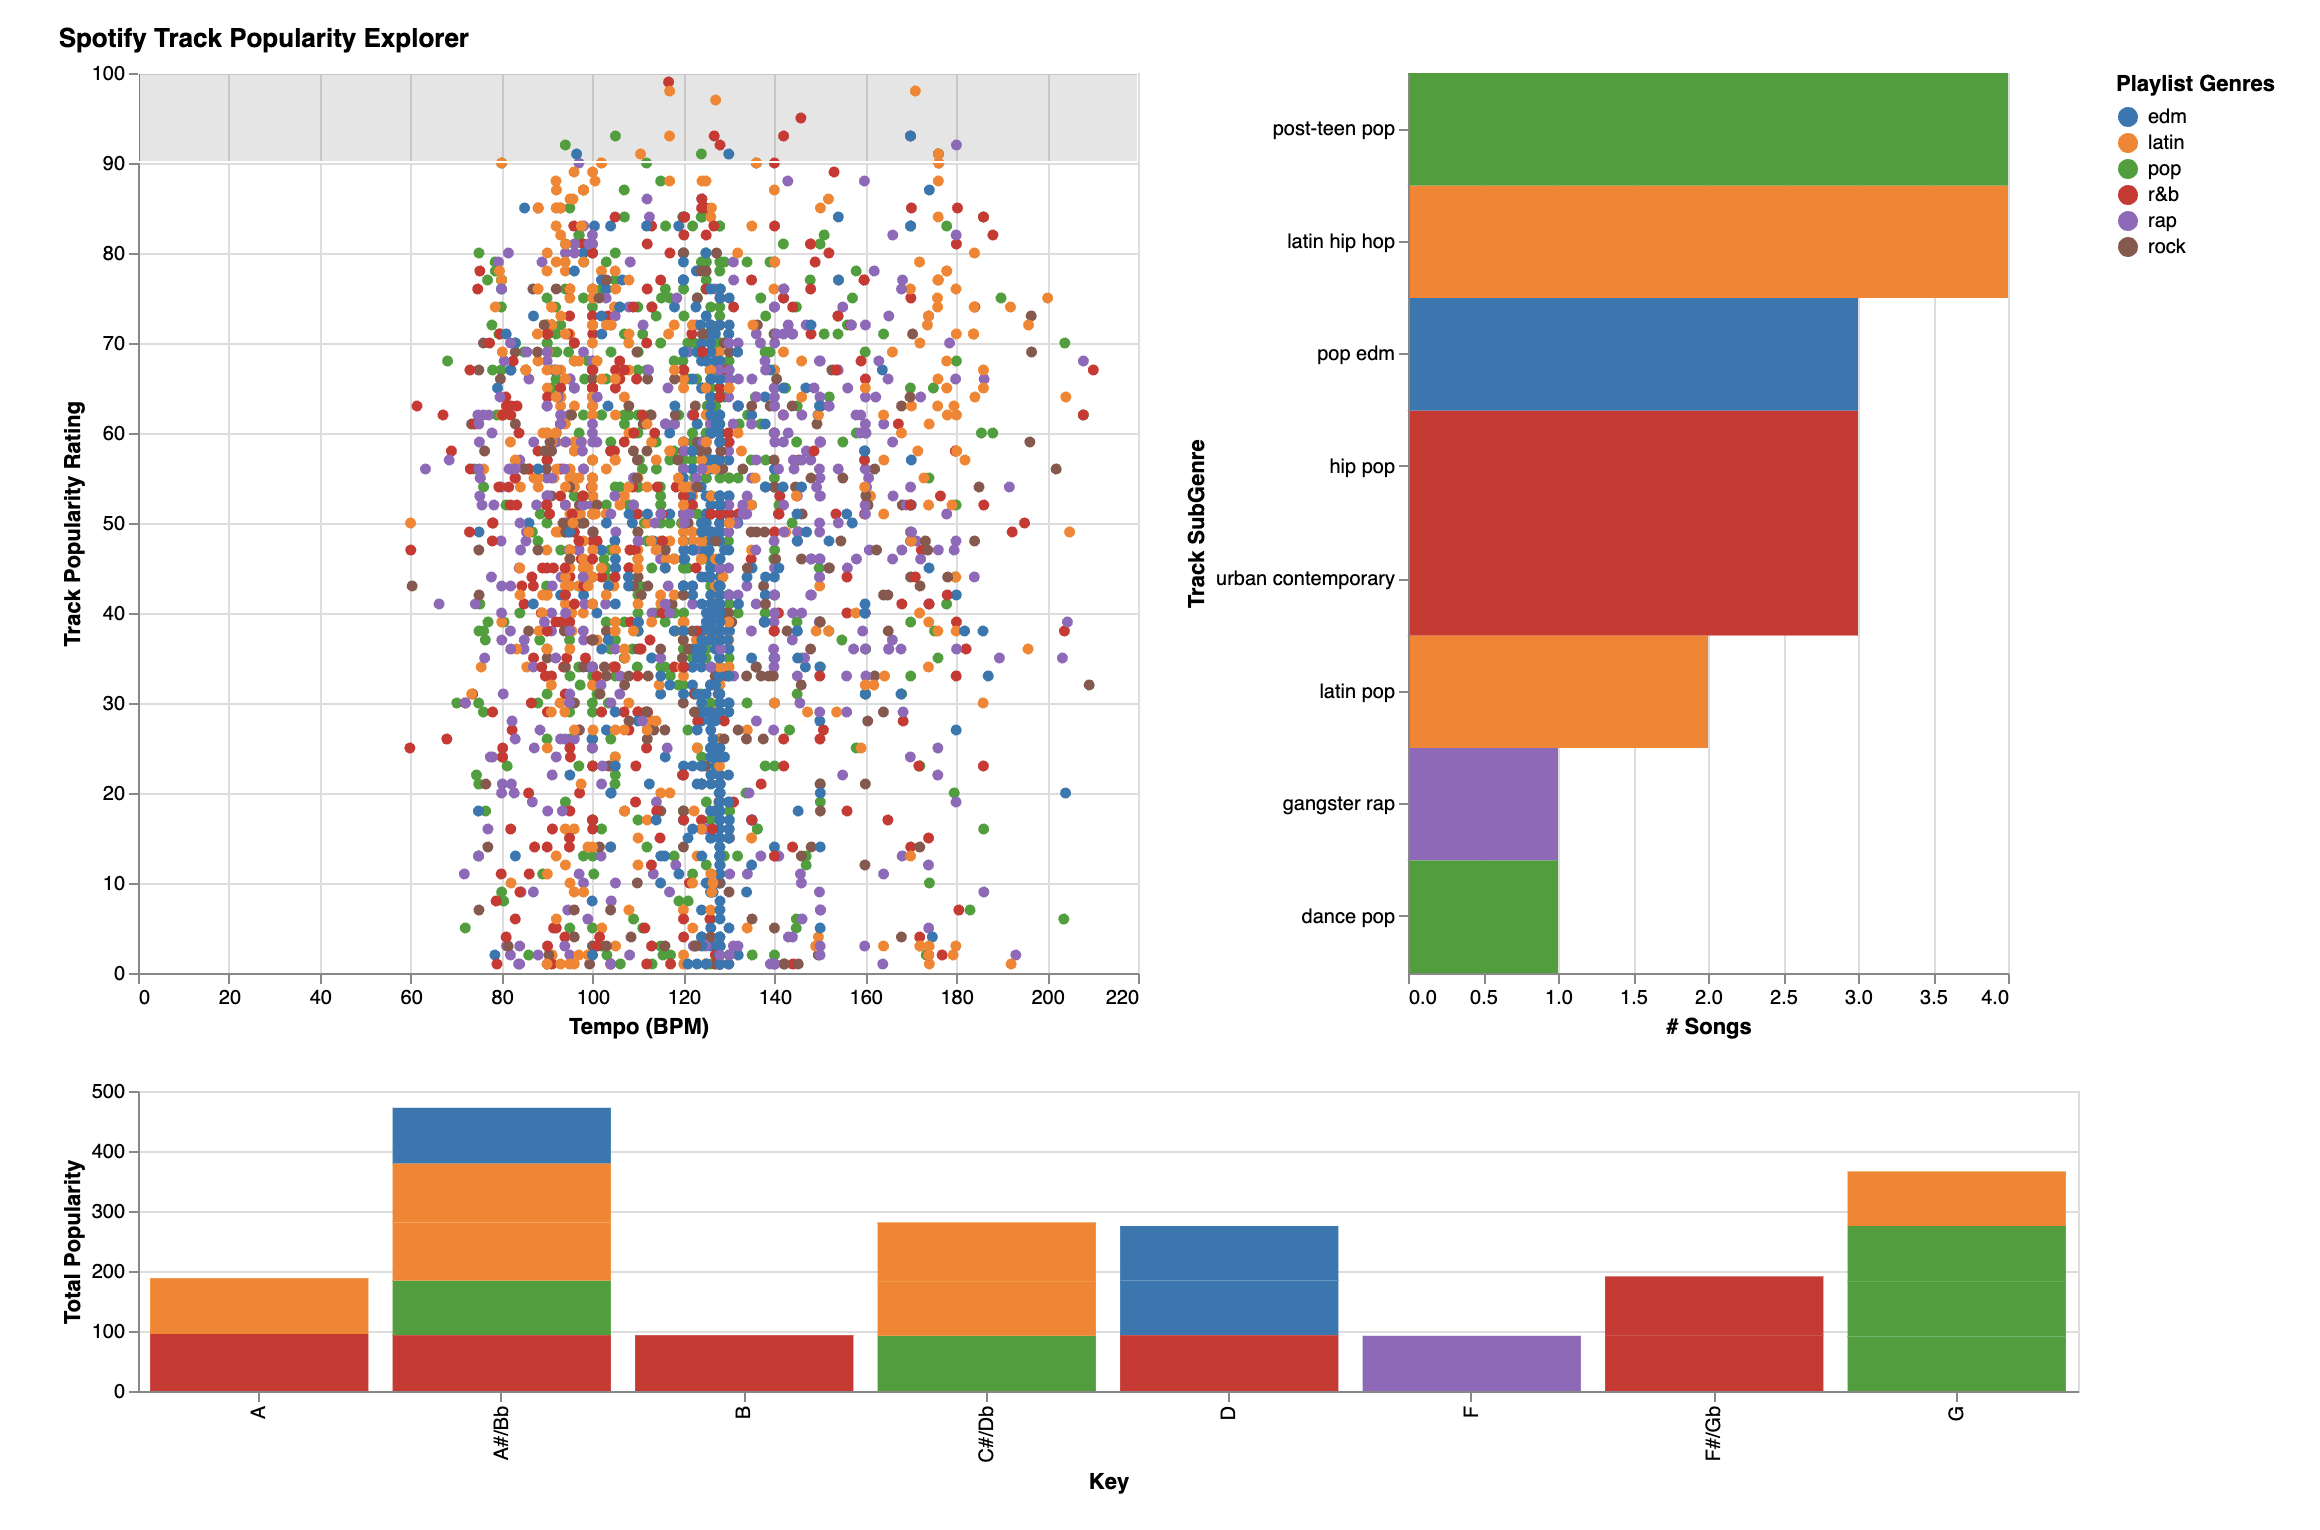 Spotify Track Popularity Explorer
Track Popularity Rating
100
90
80
70
60
50
40
30
20
10
0
0 20 40 60 80 100 120 140 160 180 200 220
Tempo (BPM)
Track SubGenre
post-teen pop
latin hip hop
pop edm
hip pop
urban contemporary
latin pop
gangster rap
dance pop
0.0 0.5 1.0 1.5 2.0 2.5 3.0 3.5 4.0
# Songs
Playlist Genres
edm
latin
pop
r&b
rap
rock
Total Popularity
500
400
300
200
100
0
A A#/Bb B C#/Db D F F#/Gb G
Key